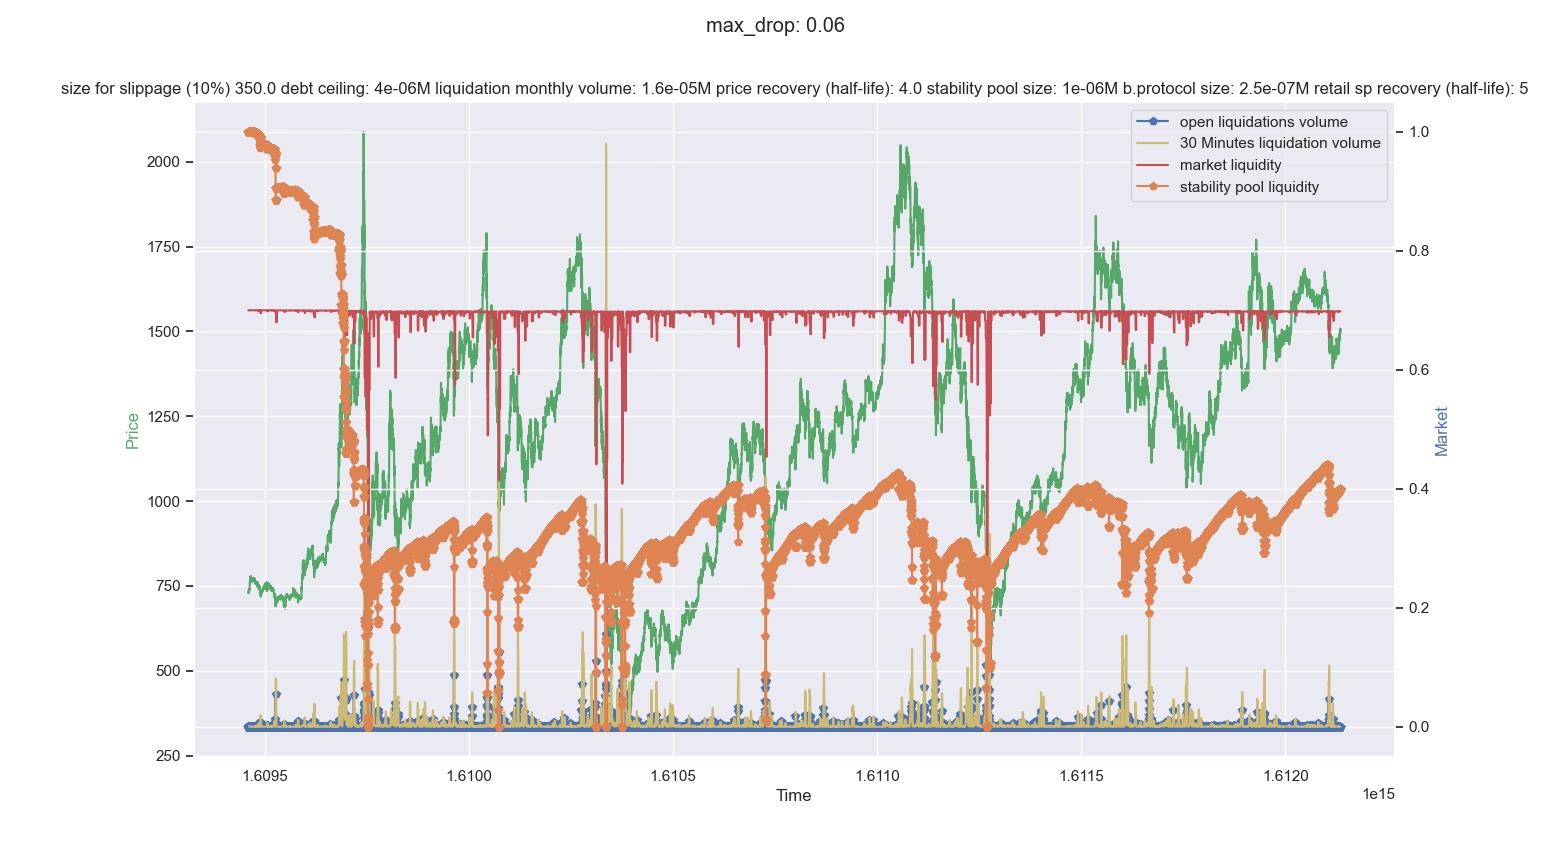 max_drop: 0.06
size for slippage (10%) 350.0 debt ceiling: 4e-06M liquidation monthly volume: 1.6e-05M price recovery (half-life): 4.0 stability pool size: 1e-06M b.protocol size: 2.5e-07M retail sp recovery (half-life): 5
open liquidations volume
30 Minutes liquidation volume
market liquidity
stability pool liquidity
2000
1750
1500
1250
1000
750
500
250
Price
1.0
0.8
0.6
0.4
0.2
0.0
Market
1.6095 1.6100 1.6105 1.6110 1.6115 1.6120
Time
1e15